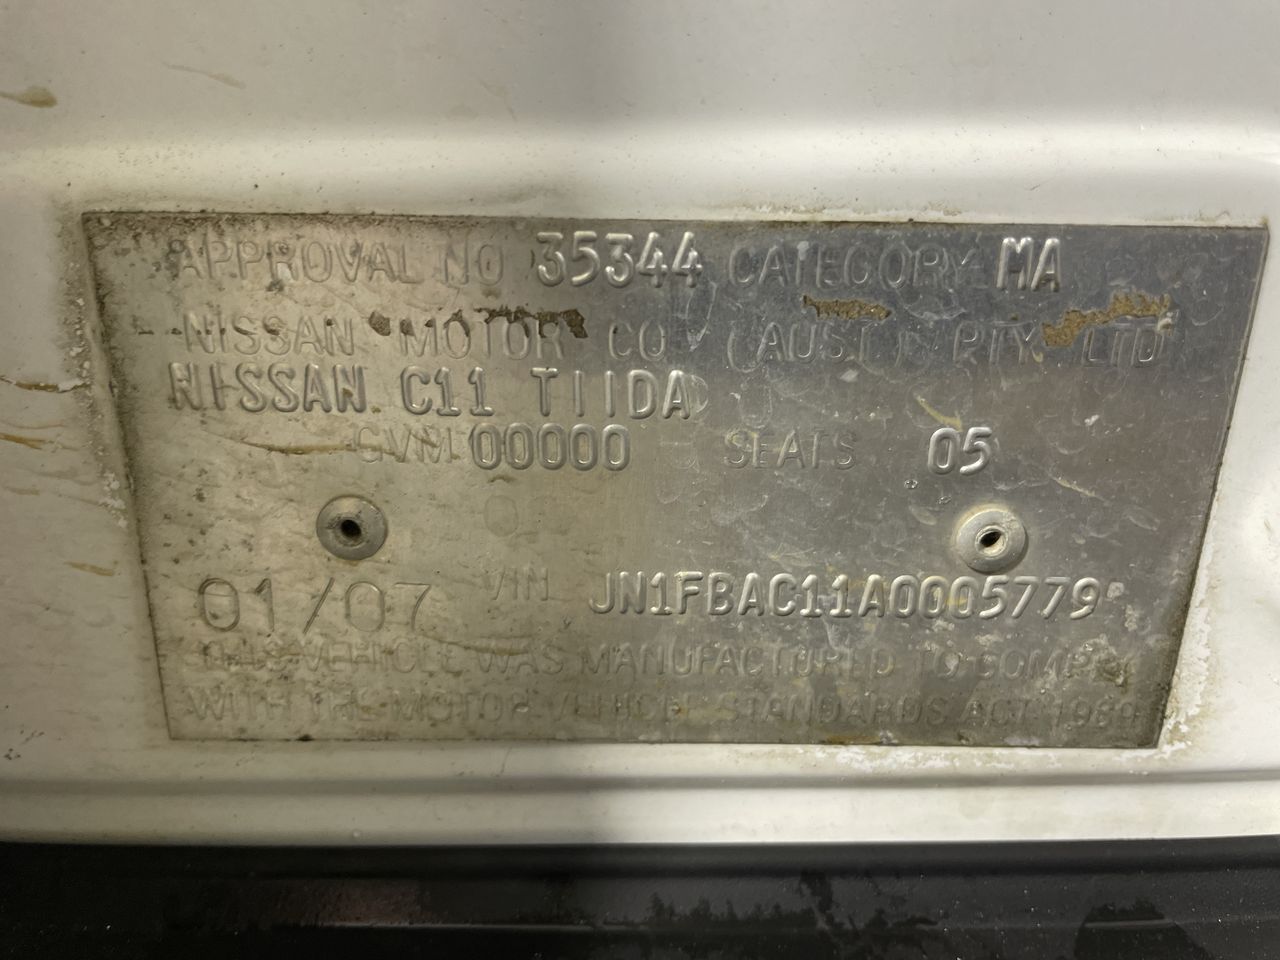 APPROVAL NO 35344 CATEGORY MA
NISSAN MOTOR CO (AUST) PTY LTD
NISSAN C11 TIIDA
GVM 00000 SEATS 05
01/07 VIN JN1FBAC11A0005779
THIS VEHICLE WAS MANUFACTURED TO COMPLY
WITH THE MOTOR VEHICLE STANDARDS ACT 1989